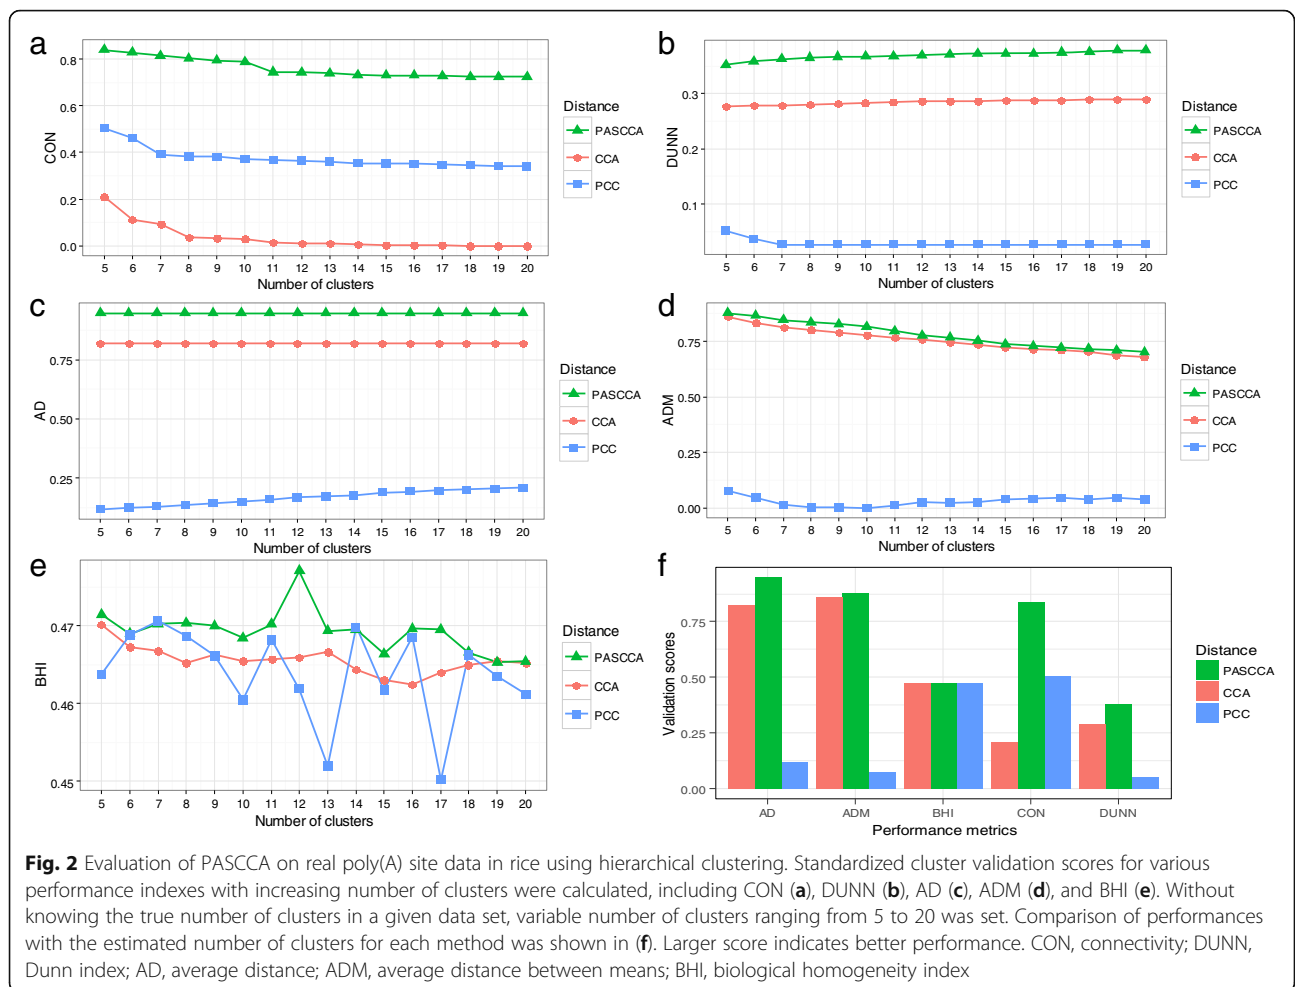 a
0.8
0.6
0.4
0.2
0.0
CON
5 6 7 8 9 10 11 12 13 14 15 16 17 18 19 20
Number of clusters
Distance
PASCCA
CCA
PCC
b
0.3
0.2
0.1
DUNN
5 6 7 8 9 10 11 12 13 14 15 16 17 18 19 20
Number of clusters
Distance
PASCCA
CCA
PCC
c
0.75
0.50
0.25
AD
5 6 7 8 9 10 11 12 13 14 15 16 17 18 19 20
Number of clusters
Distance
PASCCA
CCA
PCC
d
0.75
0.50
0.25
0.00
ADM
5 6 7 8 9 10 11 12 13 14 15 16 17 18 19 20
Number of clusters
Distance
PASCCA
CCA
PCC
e
0.47
0.46
0.45
BHI
5 6 7 8 9 10 11 12 13 14 15 16 17 18 19 20
Number of clusters
Distance
PASCCA
CCA
PCC
f
0.75
0.50
0.25
0.00
Validation scores
AD ADM BHI CON DUNN
Performance metrics
Distance
PASCCA
CCA
PCC
Fig. 2 Evaluation of PASCCA on real poly(A) site data in rice using hierarchical clustering. Standardized cluster validation scores for various
performance indexes with increasing number of clusters were calculated, including CON (a), DUNN (b), AD (c), ADM (d), and BHI (e). Without
knowing the true number of clusters in a given data set, variable number of clusters ranging from 5 to 20 was set. Comparison of performances
with the estimated number of clusters for each method was shown in (f). Larger score indicates better performance. CON, connectivity; DUNN,
Dunn index; AD, average distance; ADM, average distance between means; BHI, biological homogeneity index